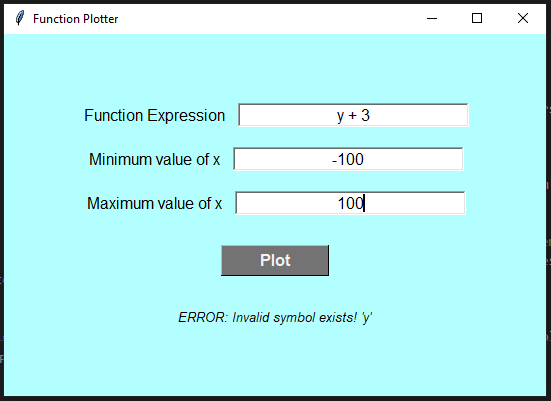 Function Plotter
Function Expression y + 3
Minimum value of x -100
Maximum value of x 100
Plot
ERROR: Invalid symbol exists! 'y'